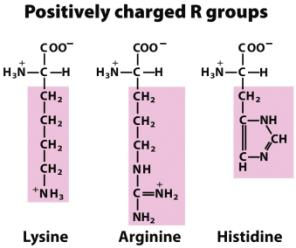 Positively charged R groups
COO⁻ COO⁻ COO⁻
H₃N⁺—C—H H₃N⁺—C—H H₃N⁺—C—H
CH₂ CH₂ CH₂
CH₂ CH₂ C—NH
CH₂ CH₂ CH
CH₂ NH C—N
⁺NH₃ C=NH₂⁺ H
NH₂
Lysine Arginine Histidine